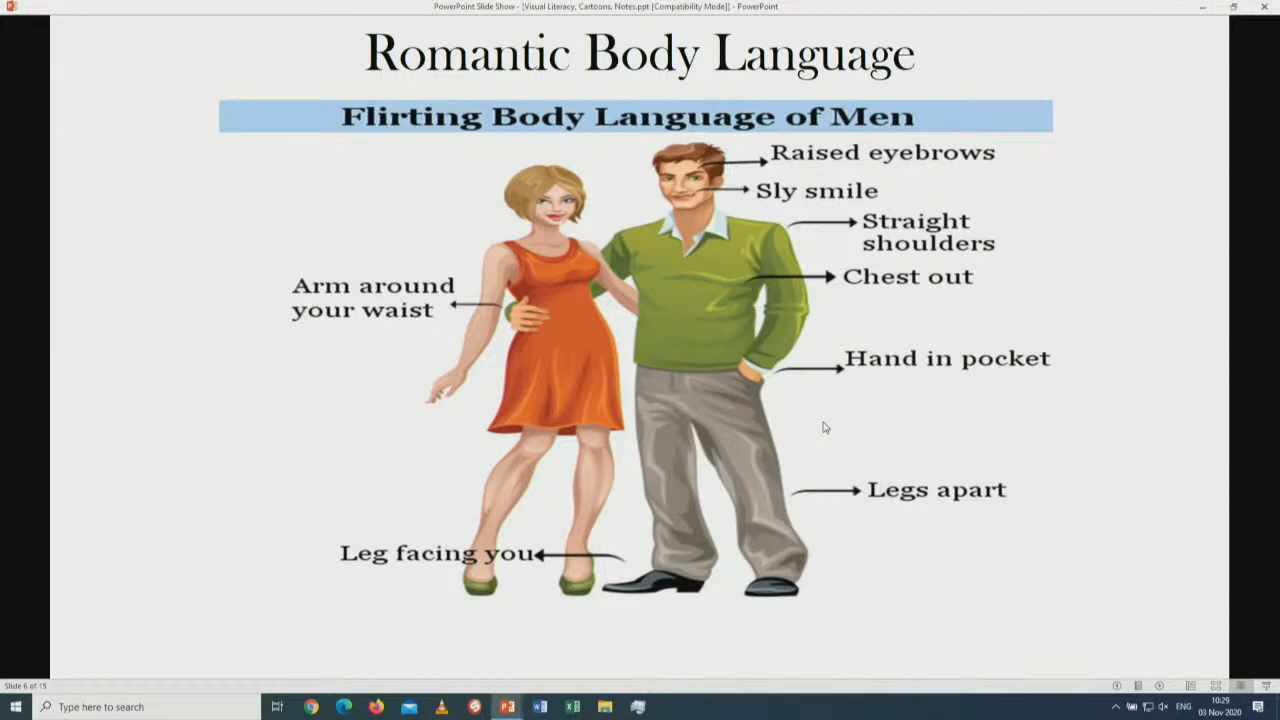 PowerPoint Slide Show - [Visual Literacy, Cartoons. Notes.ppt [Compatibility Mode]] - PowerPoint
Romantic Body Language
Flirting Body Language of Men
Raised eyebrows
Sly smile
Straight
shoulders
Chest out
Arm around
your waist
Hand in pocket
Legs apart
Leg facing you
Slide 6 of 15
Type here to search
ENG
10:29
03 Nov 2020